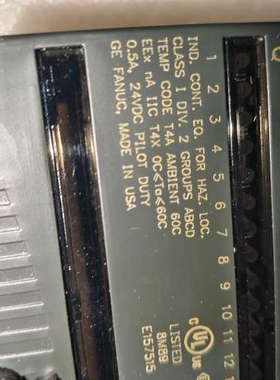 1 2 3 4 5 6 7 8 9 10 11 12
IND. CONT. EQ. FOR HAZ. LOC.
CLASS I DIV. 2 GROUPS ABCD
TEMP CODE T4A AMBIENT 60C
EEx nA IIC T4X 0C<Ta<60C
0.5A, 24VDC PILOT DUTY
GE FANUC, MADE IN USA
C UL US
LISTED
8M89
E157515